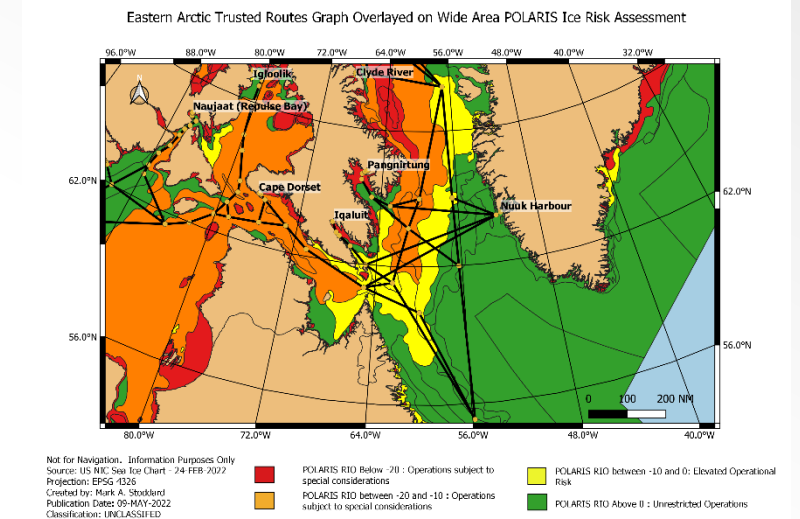 Eastern Arctic Trusted Routes Graph Overlayed on Wide Area POLARIS Ice Risk Assessment
96.0°W 88.0°W 80.0°W 72.0°W 64.0°W 56.0°W 48.0°W 40.0°W 32.0°W
N
Igloolik
Clyde River
Naujaat (Repulse Bay)
Pangnirtung
62.0°N
Cape Dorset
62.0°N
Nuuk Harbour
Iqaluit
56.0°N
56.0°N
0 100 200 NM
80.0°W 72.0°W 64.0°W 56.0°W 48.0°W 40.0°W
Not for Navigation. Information Purposes Only
Source: US NIC Sea Ice Chart - 24-FEB-2022
Projection: EPSG 4326
Created by: Mark A. Stoddard
Publication Date: 09-MAY-2022
Classification: UNCLASSIFED
POLARIS RIO Below -20 : Operations subject to
special considerations
POLARIS RIO between -20 and -10 : Operations
subject to special considerations
POLARIS RIO between -10 and 0: Elevated Operational
Risk
POLARIS RIO Above 0 : Unrestricted Operations